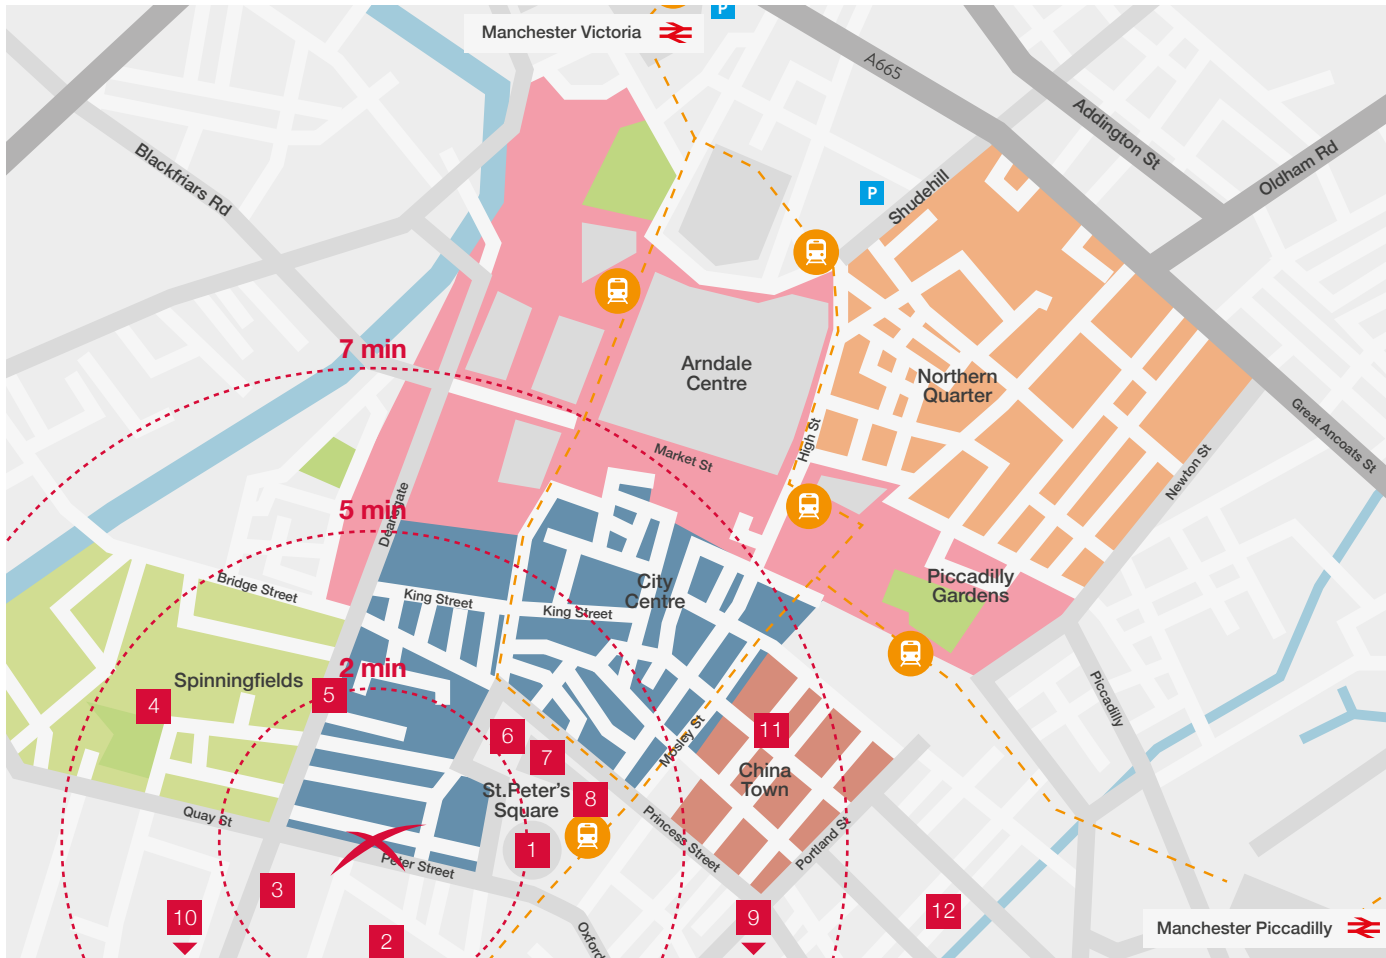 P
Manchester Victoria
A665
Addington St
Oldham Rd
Blackfriars Rd
P
Shudehill
7 min
Arndale
Centre
Northern
Quarter
Great Ancoats St
High St
Market St
Newton St
Deansgate
5 min
Bridge Street
King Street
King Street
City
Centre
Piccadilly
Gardens
2 min
Spinningfields
4
5
Piccadilly
6
7
11
Mosley St
China
Town
St.Peter's
Square
8
Quay St
Princess Street
Portland St
1
Peter Street
3
10
2
9
12
Oxford
Manchester Piccadilly